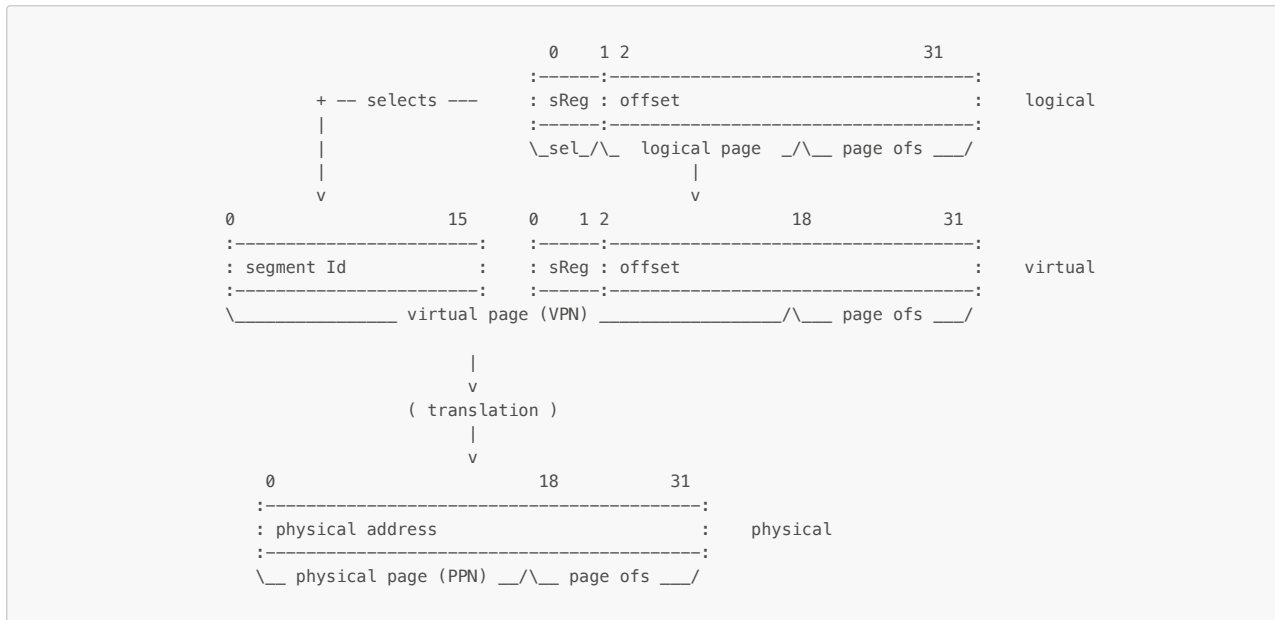 0 1 2 31
:------:------------------------------------:
+ -- selects --- : sReg : offset : logical
| :------:------------------------------------:
| \_sel_/\_ logical page _/\__ page ofs ___/
| |
v v
0 15 0 1 2 18 31
:------------------------: :------:------------------------------------:
: segment Id : : sReg : offset : virtual
:------------------------: :------:------------------------------------:
\________________ virtual page (VPN) __________________/\___ page ofs ___/
|
v
( translation )
|
v
0 18 31
:-------------------------------------------:
: physical address : physical
:-------------------------------------------:
\__ physical page (PPN) __/\__ page ofs ___/